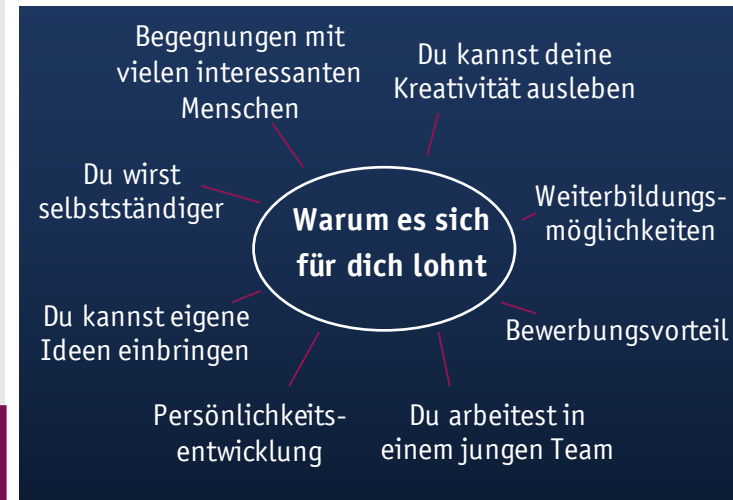 Begegnungen mit
vielen interessanten
Menschen
Du kannst deine
Kreativität ausleben
Du wirst
selbstständiger
Warum es sich
für dich lohnt
Weiterbildungs-
möglichkeiten
Du kannst eigene
Ideen einbringen
Bewerbungsvorteil
Persönlichkeits-
entwicklung
Du arbeitest in
einem jungen Team